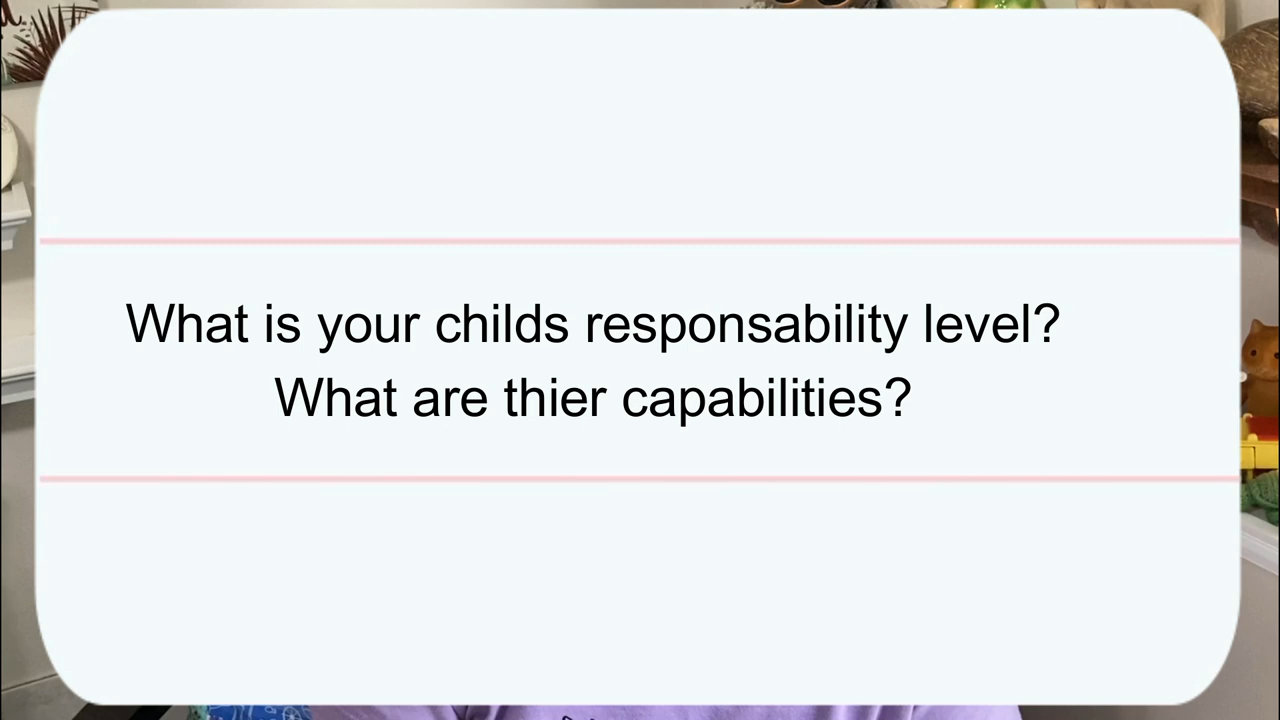 What is your childs responsability level?
What are thier capabilities?